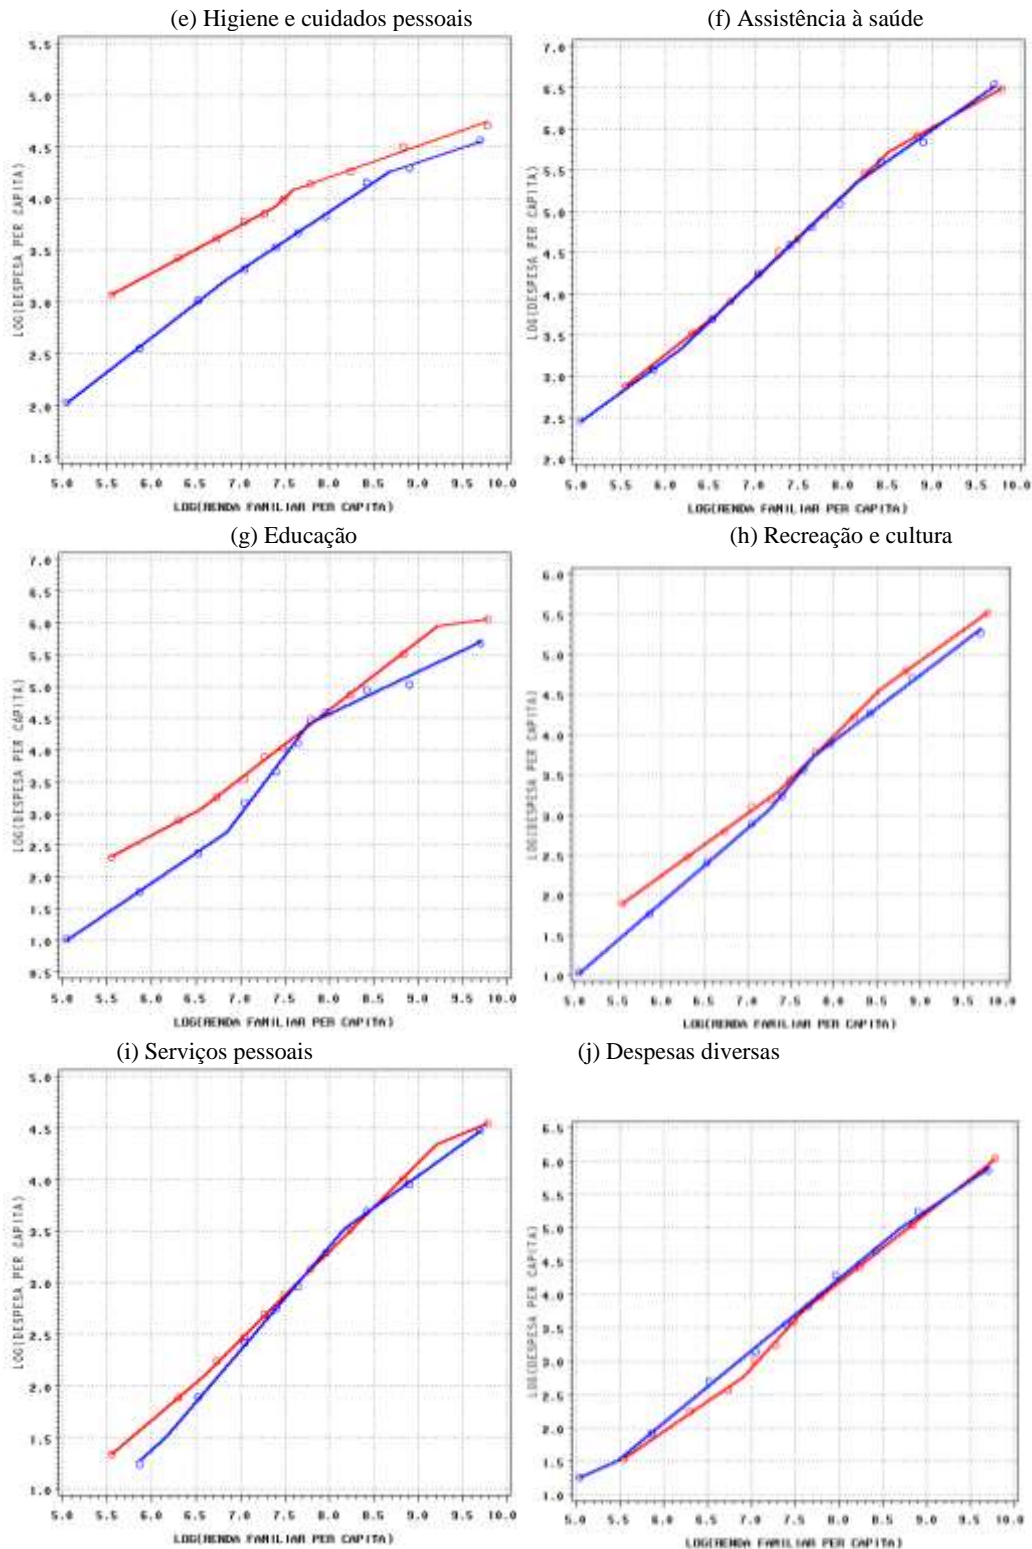 (e) Higiene e cuidados pessoais
(f) Assistência à saúde
5.5
5.0
4.5
4.0
3.5
3.0
2.5
2.0
1.5
LOG(DESPESA PER CAPITA)
5.0 5.5 6.0 6.5 7.0 7.5 8.0 8.5 9.0 9.5 10.0
LOG(RENDA FAMILIAR PER CAPITA)
7.0
6.5
6.0
5.5
5.0
4.5
4.0
3.5
3.0
2.5
2.0
LOG(DESPESA PER CAPITA)
5.0 5.5 6.0 6.5 7.0 7.5 8.0 8.5 9.0 9.5 10.0
LOG(RENDA FAMILIAR PER CAPITA)
(g) Educação
(h) Recreação e cultura
7.0
6.5
6.0
5.5
5.0
4.5
4.0
3.5
3.0
2.5
2.0
1.5
1.0
0.5
LOG(DESPESA PER CAPITA)
5.0 5.5 6.0 6.5 7.0 7.5 8.0 8.5 9.0 9.5 10.0
LOG(RENDA FAMILIAR PER CAPITA)
6.0
5.5
5.0
4.5
4.0
3.5
3.0
2.5
2.0
1.5
1.0
LOG(DESPESA PER CAPITA)
5.0 5.5 6.0 6.5 7.0 7.5 8.0 8.5 9.0 9.5 10.0
LOG(RENDA FAMILIAR PER CAPITA)
(i) Serviços pessoais
(j) Despesas diversas
5.0
4.5
4.0
3.5
3.0
2.5
2.0
1.5
1.0
LOG(DESPESA PER CAPITA)
5.0 5.5 6.0 6.5 7.0 7.5 8.0 8.5 9.0 9.5 10.0
LOG(RENDA FAMILIAR PER CAPITA)
6.5
6.0
5.5
5.0
4.5
4.0
3.5
3.0
2.5
2.0
1.5
1.0
LOG(DESPESA PER CAPITA)
5.0 5.5 6.0 6.5 7.0 7.5 8.0 8.5 9.0 9.5 10.0
LOG(RENDA FAMILIAR PER CAPITA)